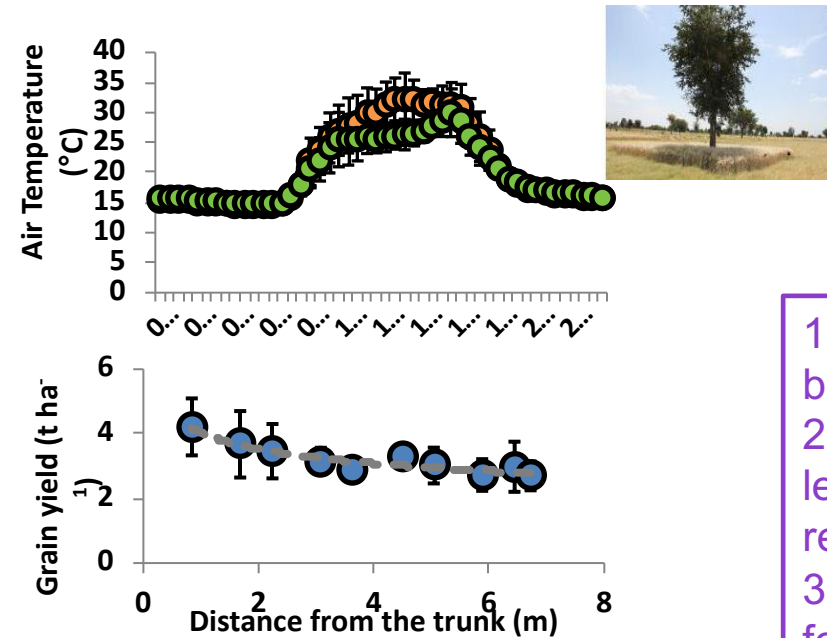 Air Temperature
(°C)
40
35
30
25
20
15
10
5
0
0... 0... 0... 0... 0... 1... 1... 1... 1... 1... 2... 2...
Grain yield (t ha-
1)
6
4
2
0
0 2 4 6 8
Distance from the trunk (m)
1
b
2
le
re
3
fo